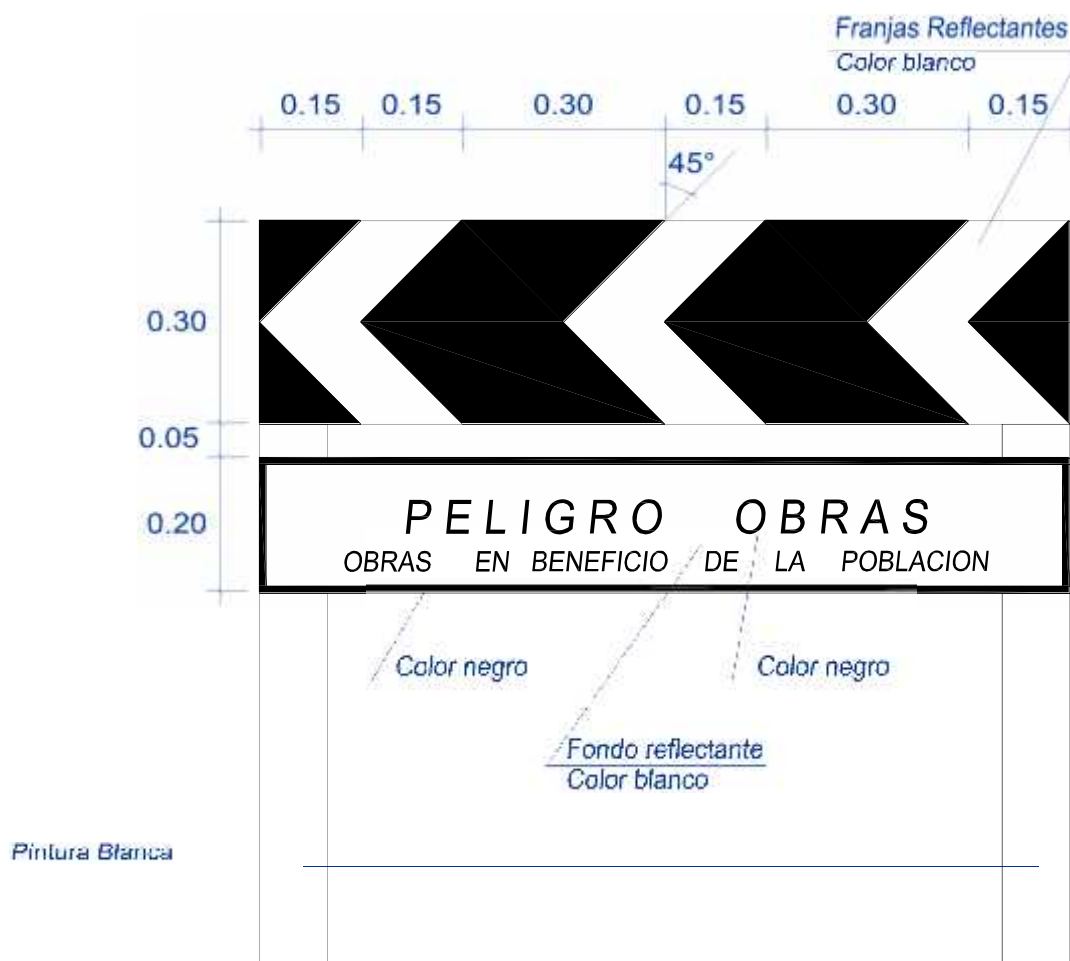 Franjas Reflectantes
Color blanco
0.15 0.15 0.30 0.15 0.30 0.15
45°
0.30
0.05
0.20
PELIGRO OBRAS
OBRAS EN BENEFICIO DE LA POBLACION
Color negro Color negro
Fondo reflectante
Color blanco
Pintura Blanca